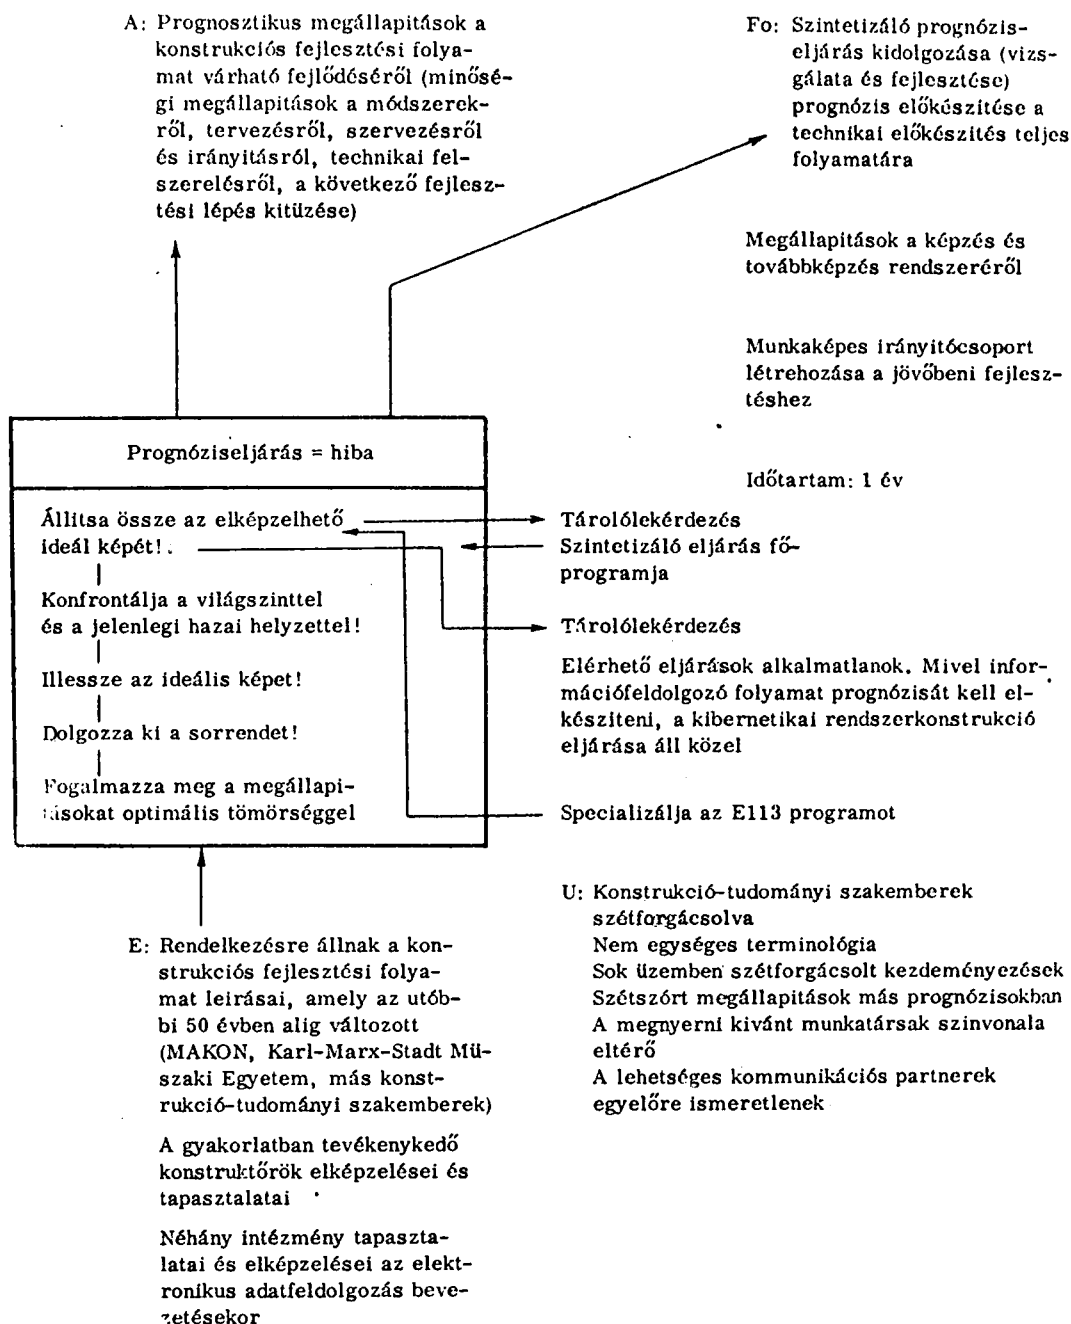 A: Prognosztikus megállapitások a
konstrukciós fejlesztési folya-
mat várható fejlődéséről (minősé-
gi megállapitások a módszerek-
ről, tervezésről, szervezésről
és irányitásról, technikai fel-
szerelésről, a következő fejlesz-
tési lépés kitüzése)
Fo: Szintetizáló prognózis-
eljárás kidolgozása (vizs-
gálata és fejlesztése)
prognózis előkészitése a
technikai előkészités teljes
folyamatára
Megállapitások a képzés és
továbbképzés rendszeréről
Munkaképes irányitócsoport
létrehozása a jövőbeni fejlesz-
téshez
Időtartam: 1 év
Prognóziseljárás = hiba
Állitsa össze az elképzelhető
ideál képét!
Konfrontálja a világszinttel
és a jelenlegi hazai helyzettel!
Illessze az ideális képet!
Dolgozza ki a sorrendet!
Fogalmazza meg a megállapi-
tásokat optimális tömörséggel
Tárolólekérdezés
Szintetizáló eljárás fő-
programja
Tárolólekérdezés
Elérhető eljárások alkalmatlanok. Mivel infor-
mációfeldolgozó folyamat prognózisát kell el-
késziteni, a kibernetikai rendszerkonstrukció
eljárása áll közel
Specializálja az E113 programot
U: Konstrukció-tudományi szakemberek
szétforgácsolva
Nem egységes terminológia
Sok üzemben szétforgácsolt kezdeményezések
Szétszórt megállapitások más prognózisokban
A megnyerni kivánt munkatársak szinvonala
eltérő
A lehetséges kommunikációs partnerek
egyelőre ismeretlenek
E: Rendelkezésre állnak a kon-
strukciós fejlesztési folya-
mat leirásai, amely az utób-
bi 50 évben alig változott
(MAKON, Karl-Marx-Stadt Mü-
szaki Egyetem, más konst-
rukció-tudományi szakemberek)
A gyakorlatban tevékenykedő
konstruktőrök elképzelései és
tapasztalatai
Néhány intézmény tapaszta-
latai és elképzelései az elekt-
ronikus adatfeldolgozás beve-
zetésekor